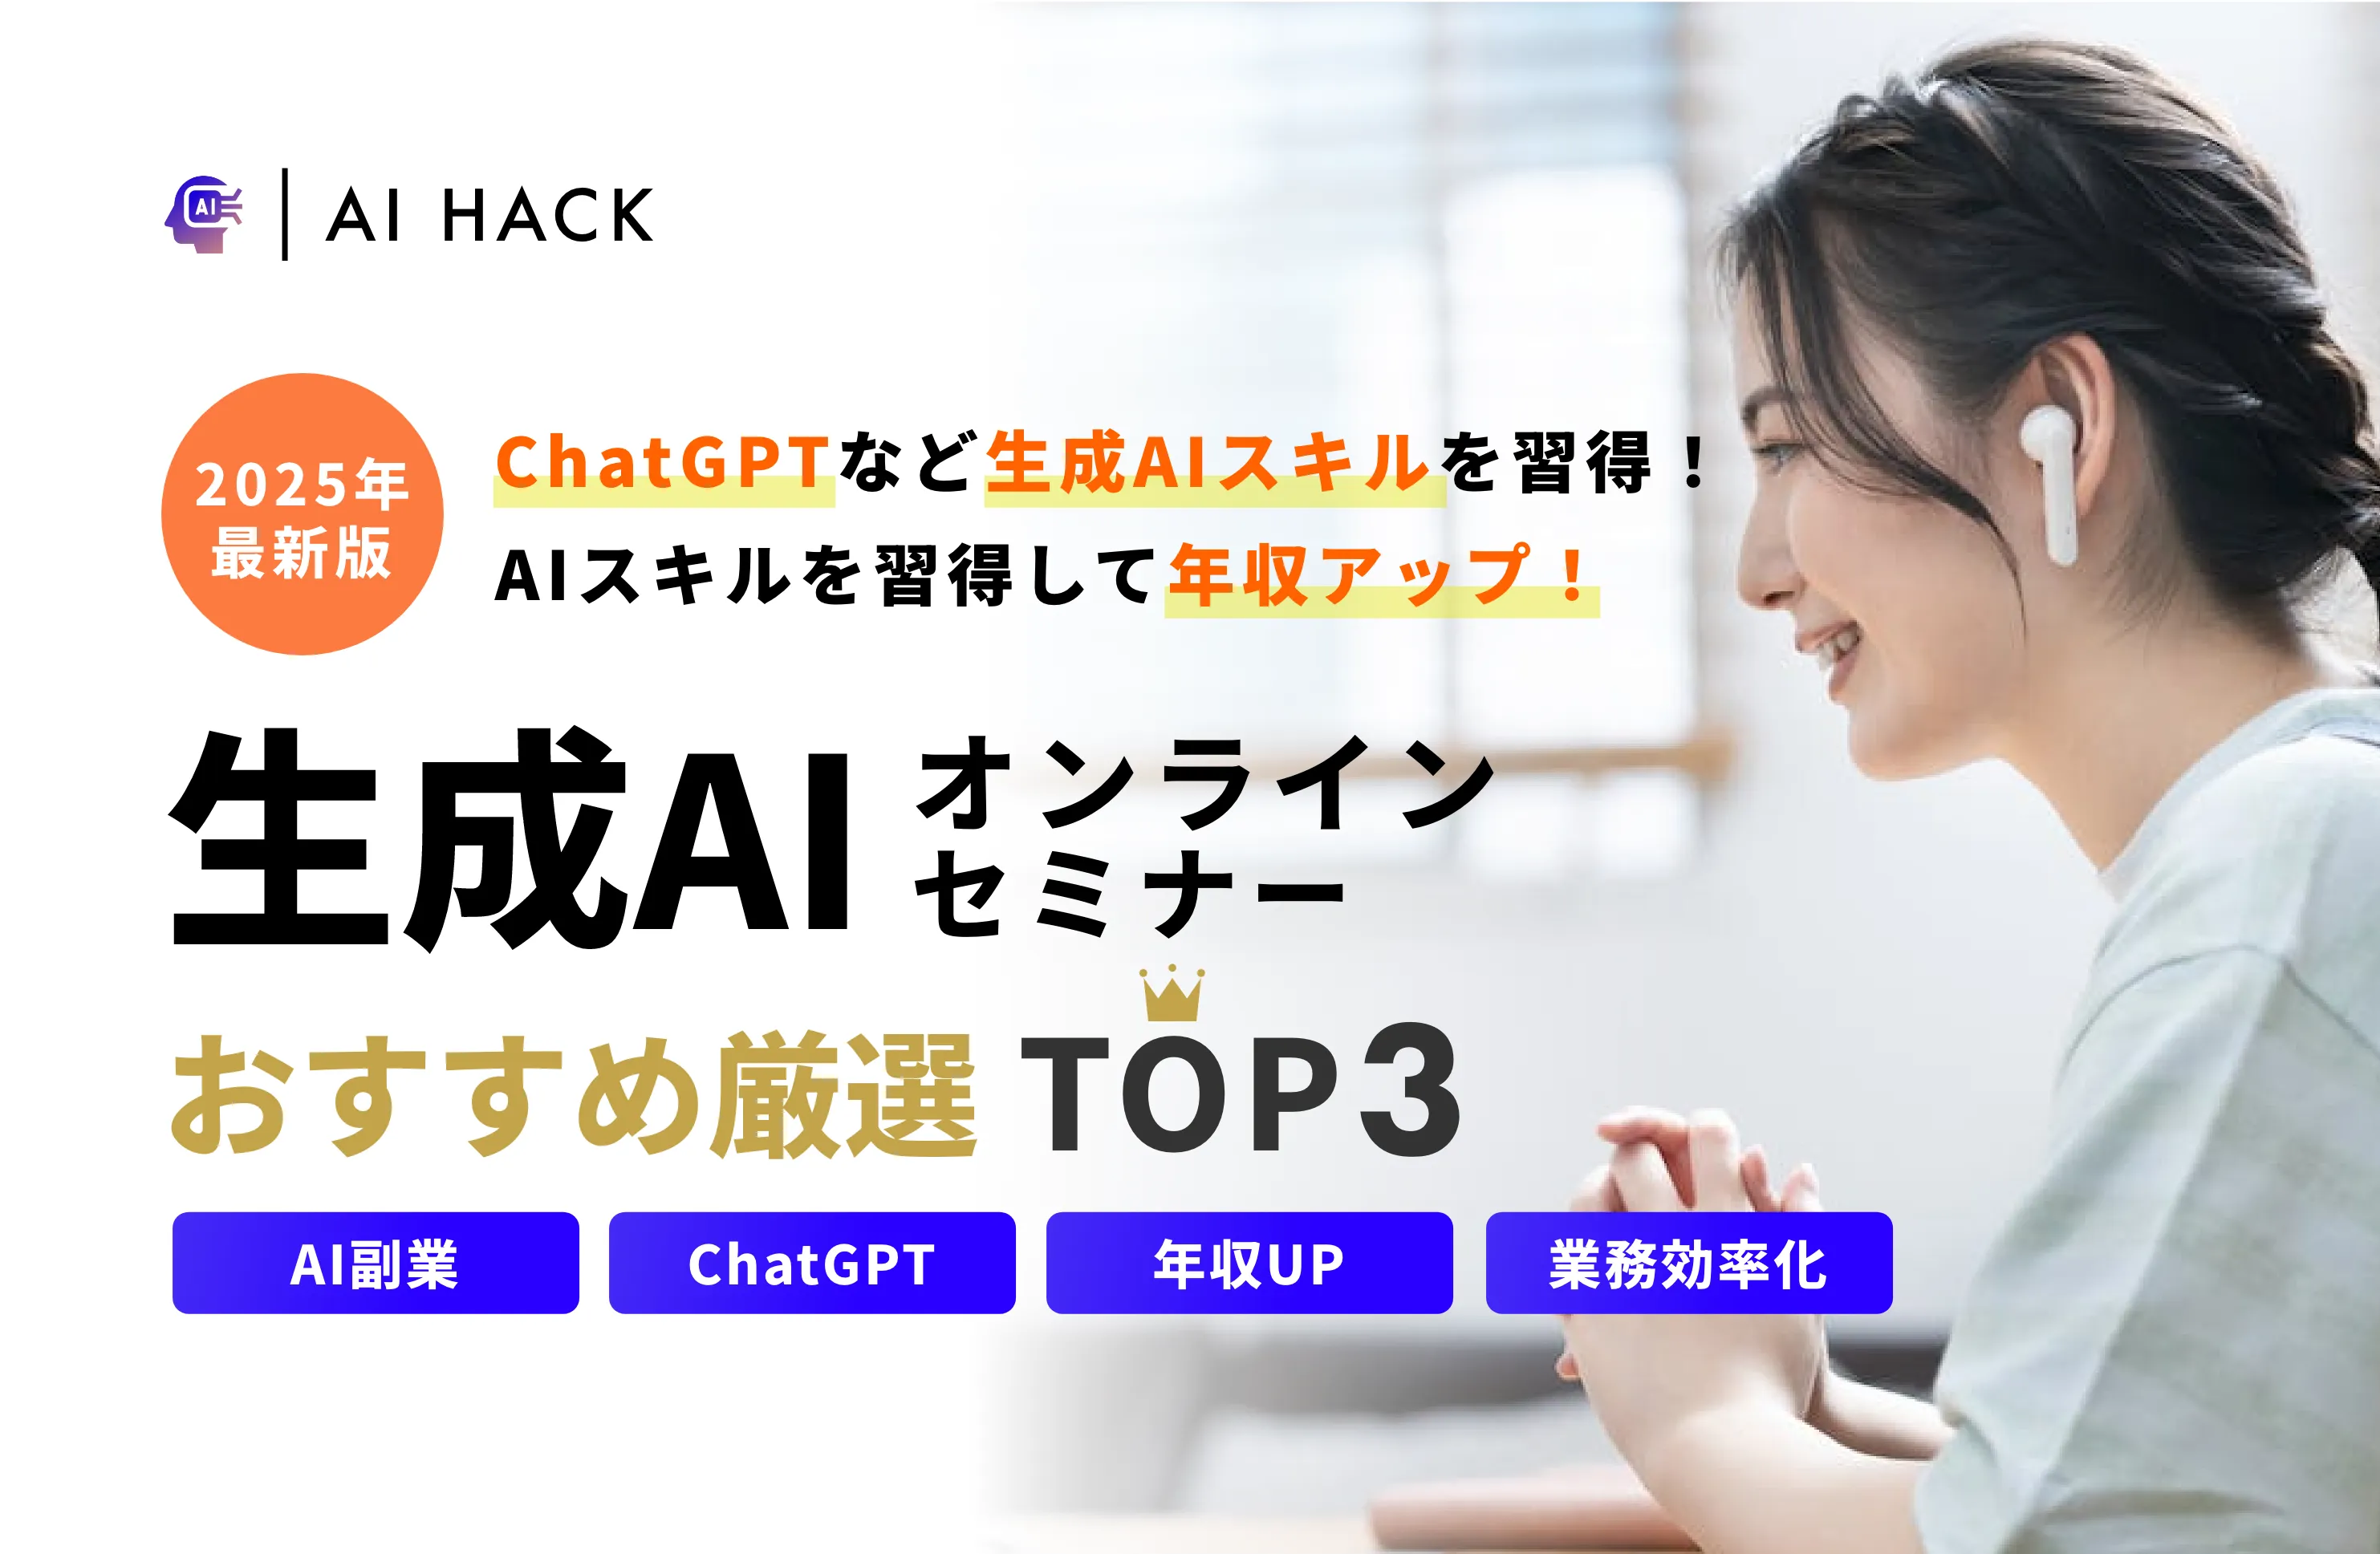 AI
AI HACK
2025年
最新版
ChatGPTなど生成AIスキルを習得！
AIスキルを習得して年収アップ！
生成AI
オンライン
セミナー
おすすめ厳選 TOP3
AI副業
ChatGPT
年収UP
業務効率化